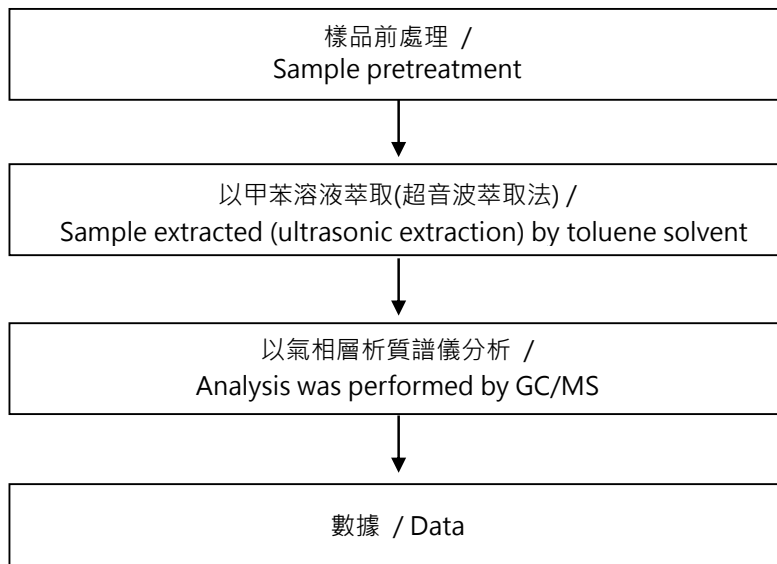 樣品前處理 /
Sample pretreatment
以甲苯溶液萃取(超音波萃取法) /
Sample extracted (ultrasonic extraction) by toluene solvent
以氣相層析質譜儀分析 /
Analysis was performed by GC/MS
數據 / Data